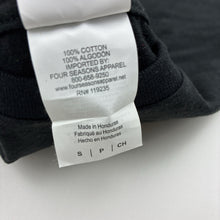 100% COTTON
100% ALGODON
IMPORTED BY:
FOUR SEASONS APPAREL
800-658-9250
www.fourseasonsapparel.net
RN# 119235
Made in Honduras
Fabriqué au Honduras
Hecho en Honduras
S | P | CH